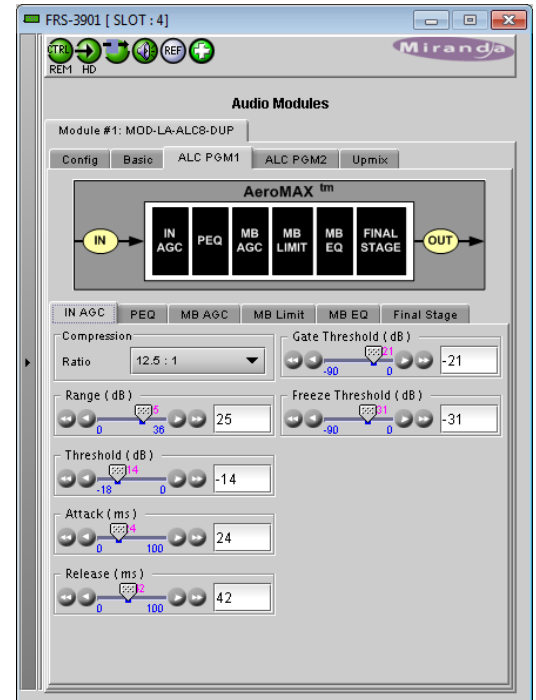 FRS-3901 [ SLOT : 4]
CTRL REF
REM HD
Miranda
Audio Modules
Module #1: MOD-LA-ALC8-DUP
Config Basic ALC PGM1 ALC PGM2 Upmix
AeroMAX tm
IN
IN AGC
PEQ
MB AGC
MB LIMIT
MB EQ
FINAL STAGE
OUT
IN AGC PEQ MB AGC MB Limit MB EQ Final Stage
Compression
Ratio 12.5 : 1
Gate Threshold ( dB )
21
-21
-90 0
Range ( dB )
5
25
0 36
Freeze Threshold ( dB )
31
-31
-90 0
Threshold ( dB )
14
-14
-18 0
Attack ( ms )
4
24
0 100
Release ( ms )
2
42
0 100